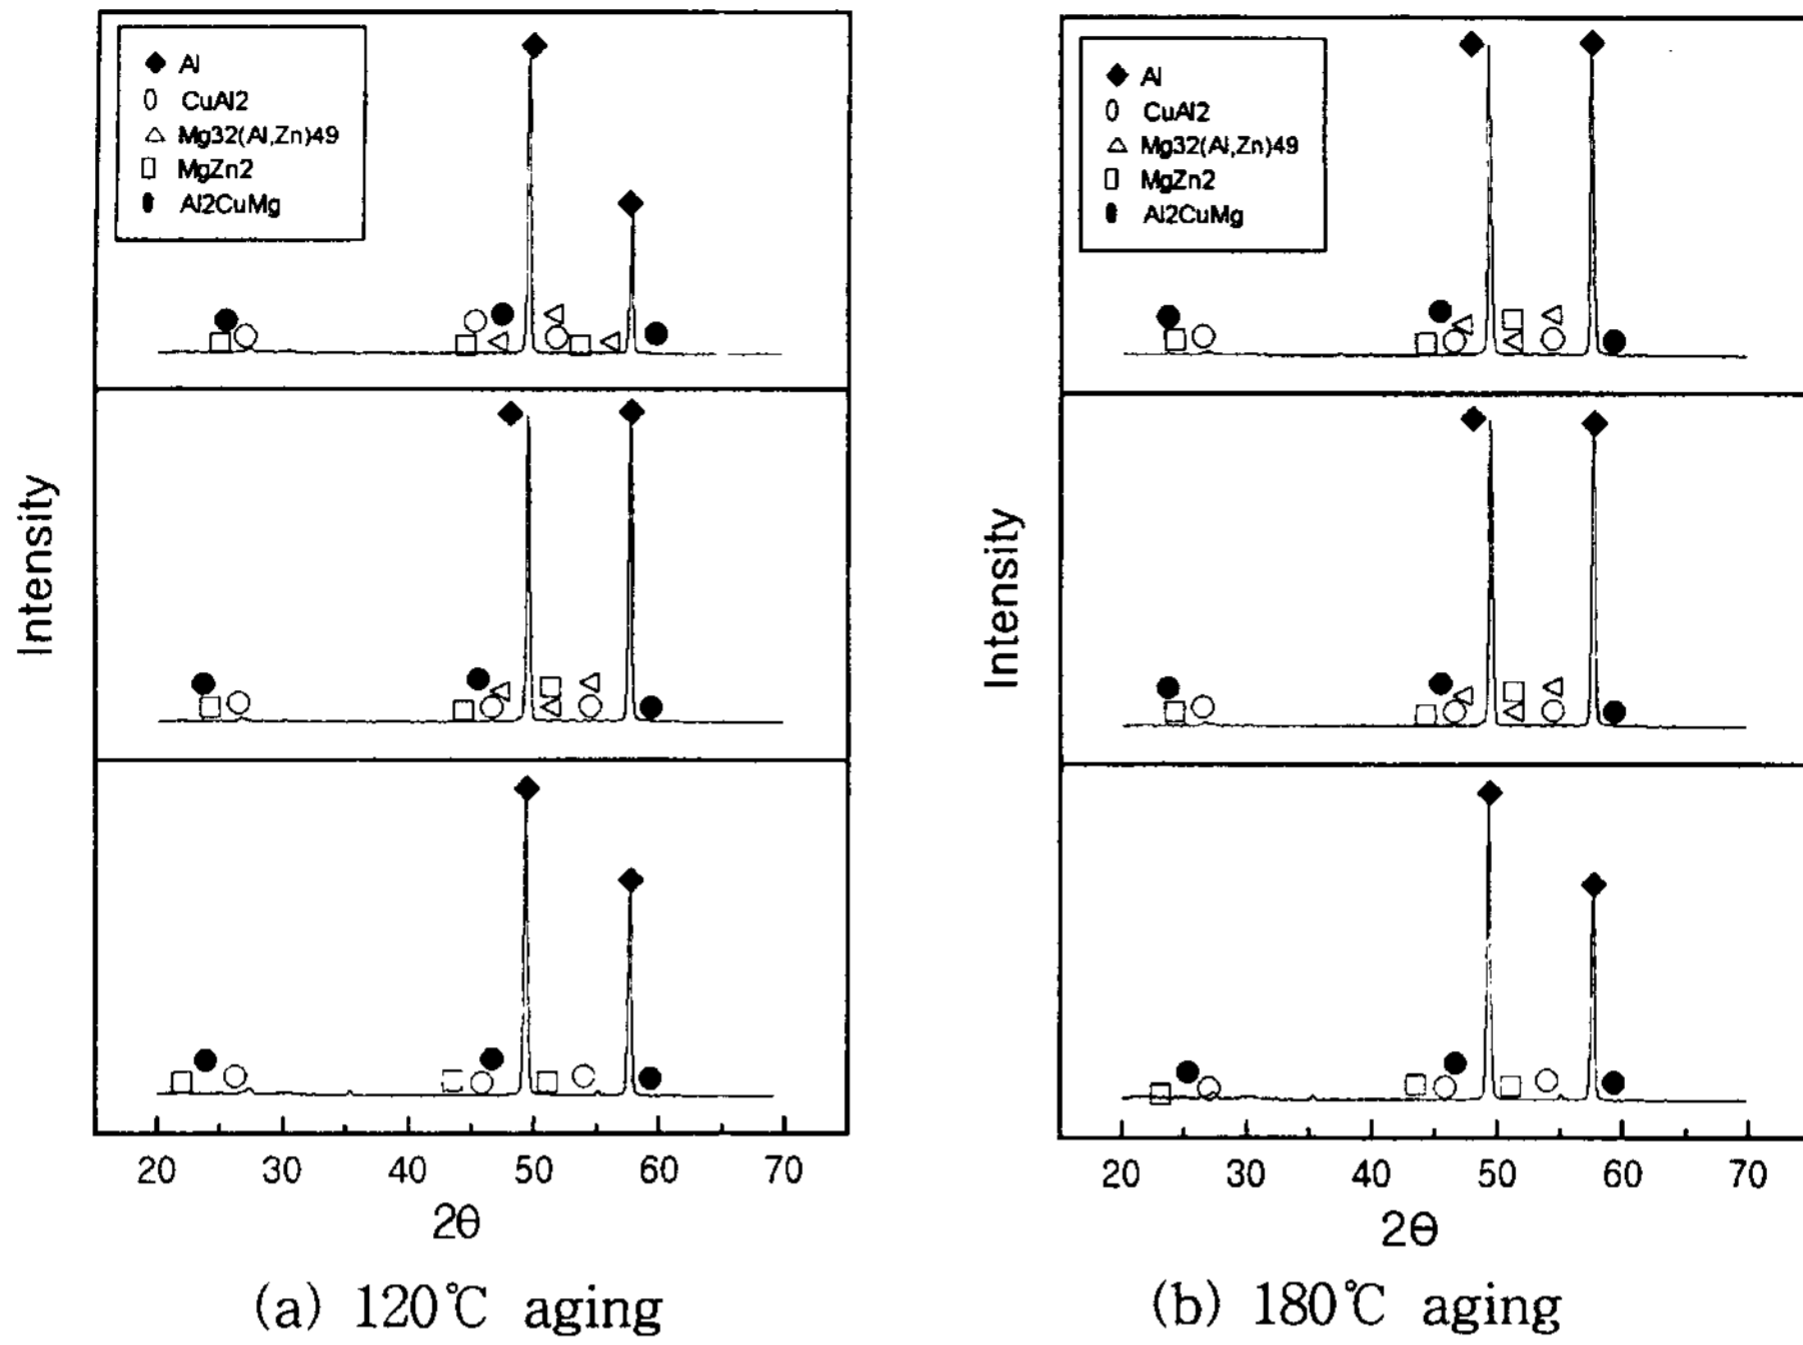 Al
CuAl2
Mg32(Al,Zn)49
MgZn2
Al2CuMg
Intensity
20 30 40 50 60 70
2θ
(a) 120℃ aging
Al
CuAl2
Mg32(Al,Zn)49
MgZn2
Al2CuMg
Intensity
20 30 40 50 60 70
2θ
(b) 180℃ aging